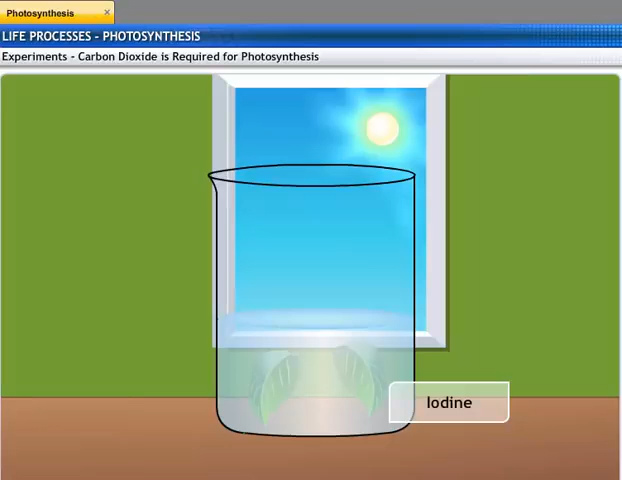 Photosynthesis
LIFE PROCESSES - PHOTOSYNTHESIS
Experiments - Carbon Dioxide is Required for Photosynthesis
Iodine